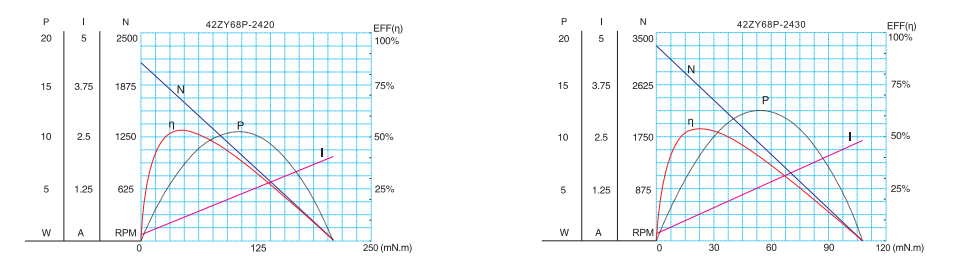 P I N 42ZY68P-2420 EFF(η)
20 5 2500 100%
N
15 3.75 1875 75%
η P
10 2.5 1250 50%
I
5 1.25 625 25%
W A RPM
0 125 250 (mN.m)
P I N 42ZY68P-2430 EFF(η)
20 5 3500 100%
N
15 3.75 2625 75%
P
η
10 2.5 1750 50%
I
5 1.25 875 25%
W A RPM
0 30 60 90 120 (mN.m)